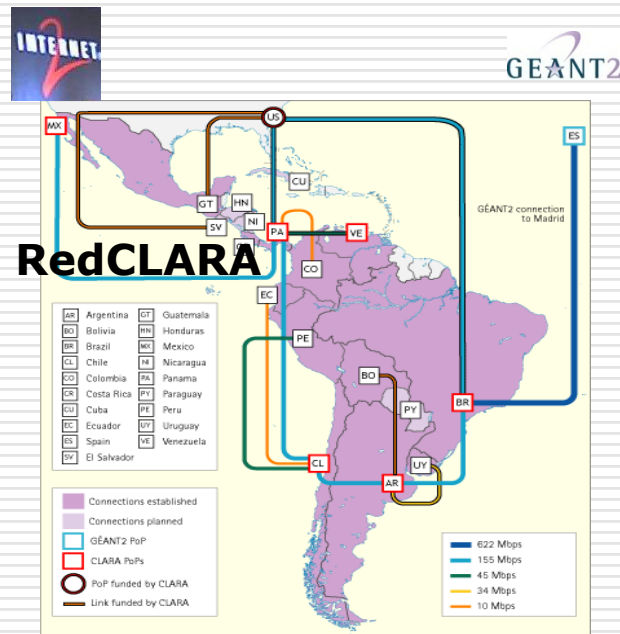 INTERNET
2
GÉANT2
MX
US
ES
CU
GT
HN
GÉANT2 connection
to Madrid
SV
NI
PA
VE
RedCLARA
CO
EC
PE
BO
BR
PY
CL
UY
AR
AR Argentina GT Guatemala
BO Bolivia HN Honduras
BR Brazil MX Mexico
CL Chile NI Nicaragua
CO Colombia PA Panama
CR Costa Rica PY Paraguay
CU Cuba PE Peru
EC Ecuador UY Uruguay
ES Spain VE Venezuela
SV El Salvador
Connections established
Connections planned
GÉANT2 PoP
CLARA PoPs
PoP funded by CLARA
Link funded by CLARA
622 Mbps
155 Mbps
45 Mbps
34 Mbps
10 Mbps